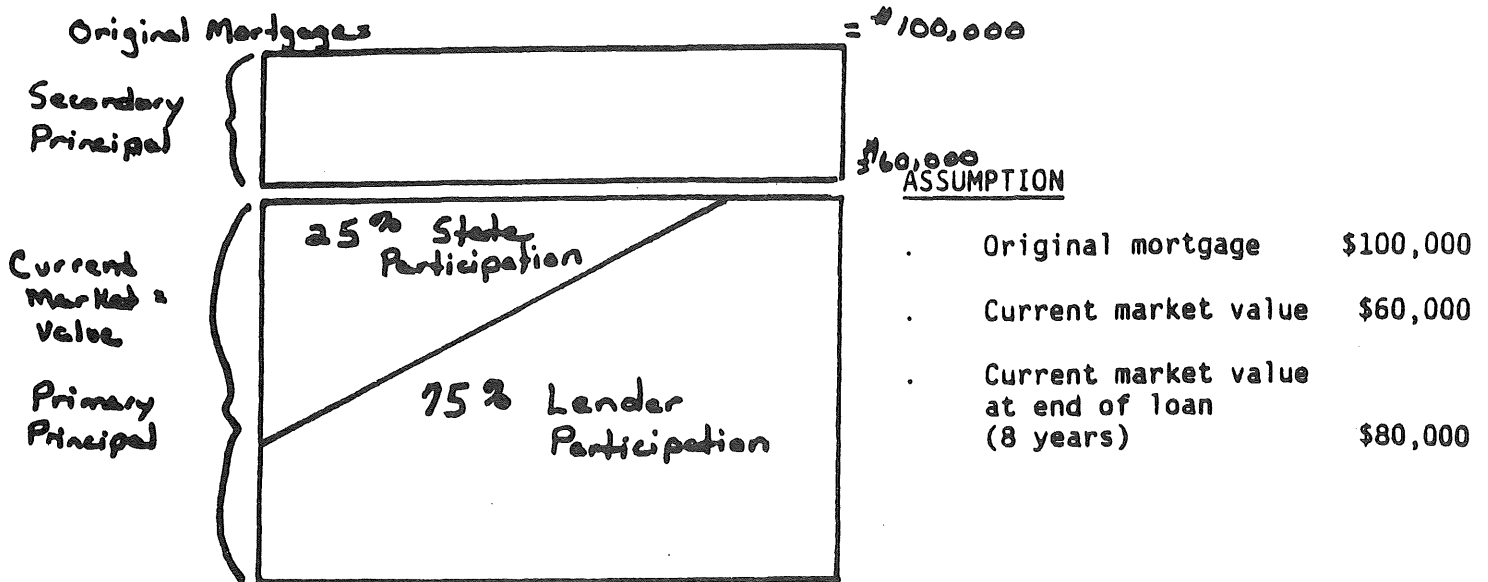 Original Mortgages = $100,000
Secondary
Principal
$60,000
ASSUMPTION
25% State
Participation
. Original mortgage $100,000
Current
Market =
Value
. Current market value $60,000
. Current market value
at end of loan
(8 years) $80,000
Primary
Principal
75% Lender
Participation